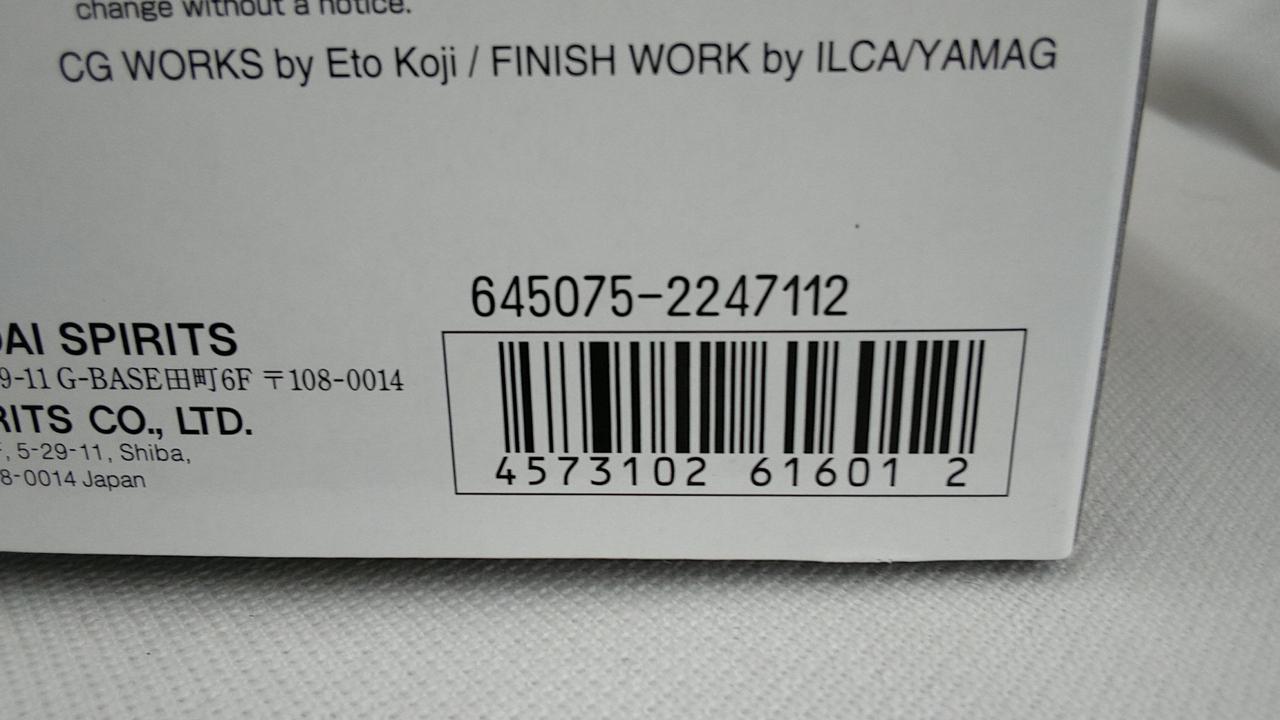 change without a notice.
CG WORKS by Eto Koji / FINISH WORK by ILCA/YAMAG
645075-2247112
SPIRITS
9-11 G-BASE田町6F 〒108-0014
CO., LTD.
5-29-11, Shiba,
8-0014 Japan
4573102 61601 2